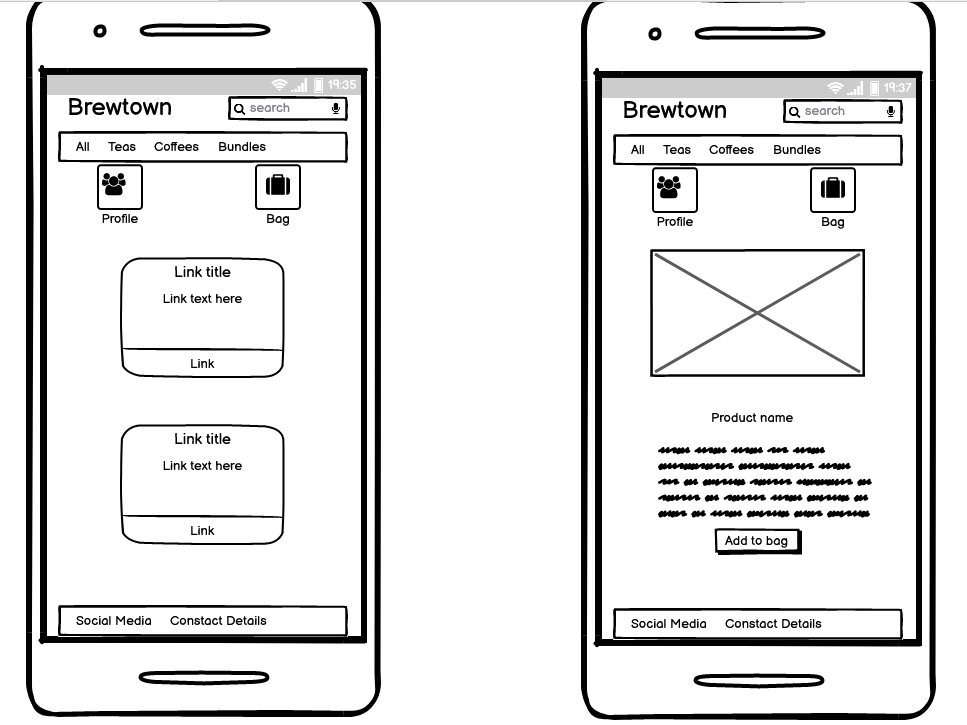 19:35
Brewtown
search
All Teas Coffees Bundles
Profile Bag
Link title
Link text here
Link
Link title
Link text here
Link
Social Media Constact Details
19:37
Brewtown
search
All Teas Coffees Bundles
Profile Bag
Product name
Add to bag
Social Media Constact Details